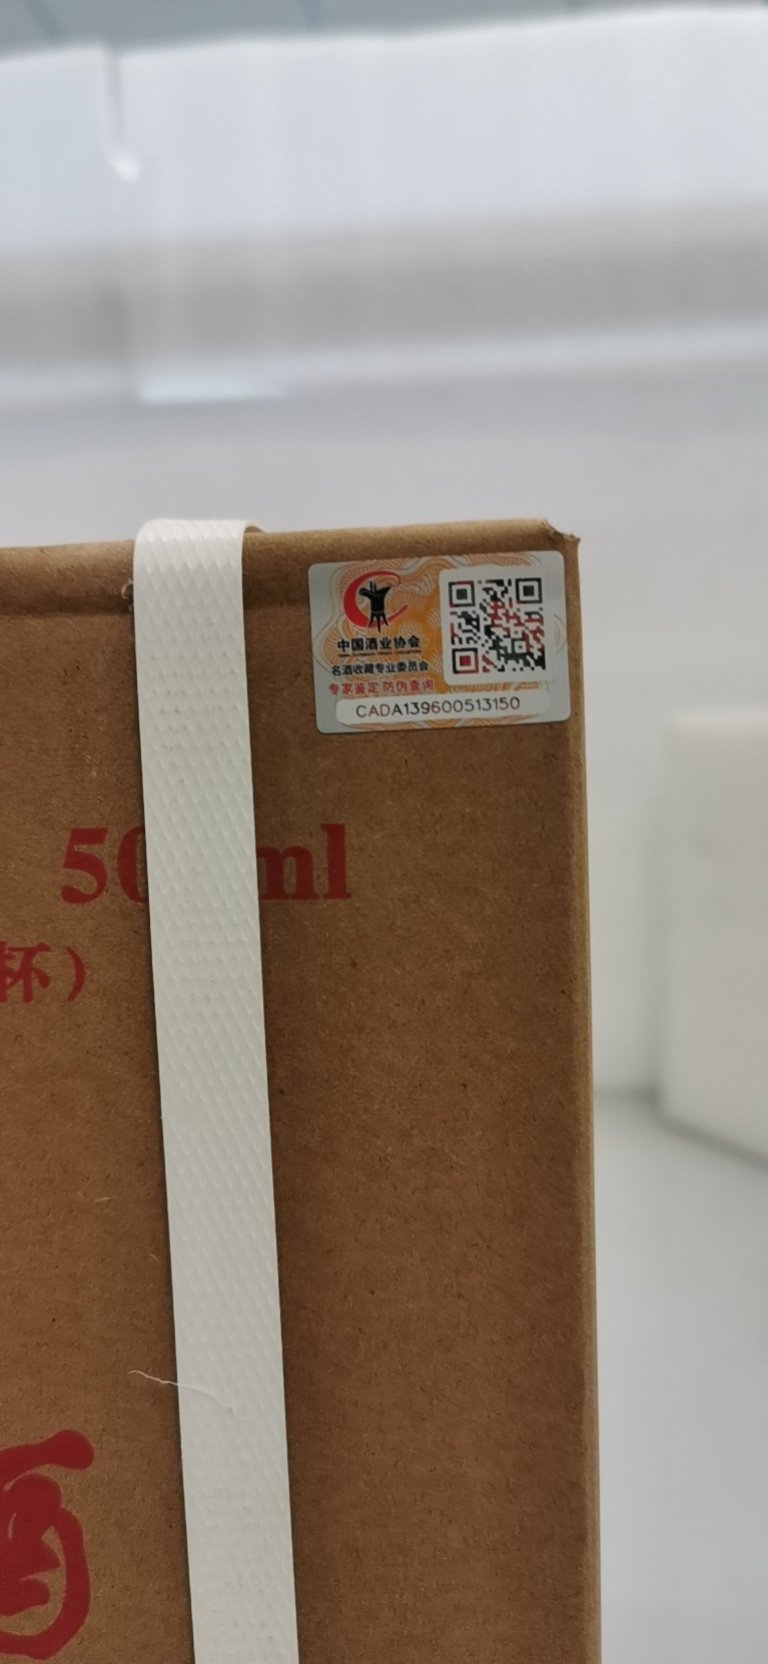 中国酒业协会
名酒收藏专业委员会
专家鉴定 防伪查询
CADA139600513150
50 ml
杯）
酒